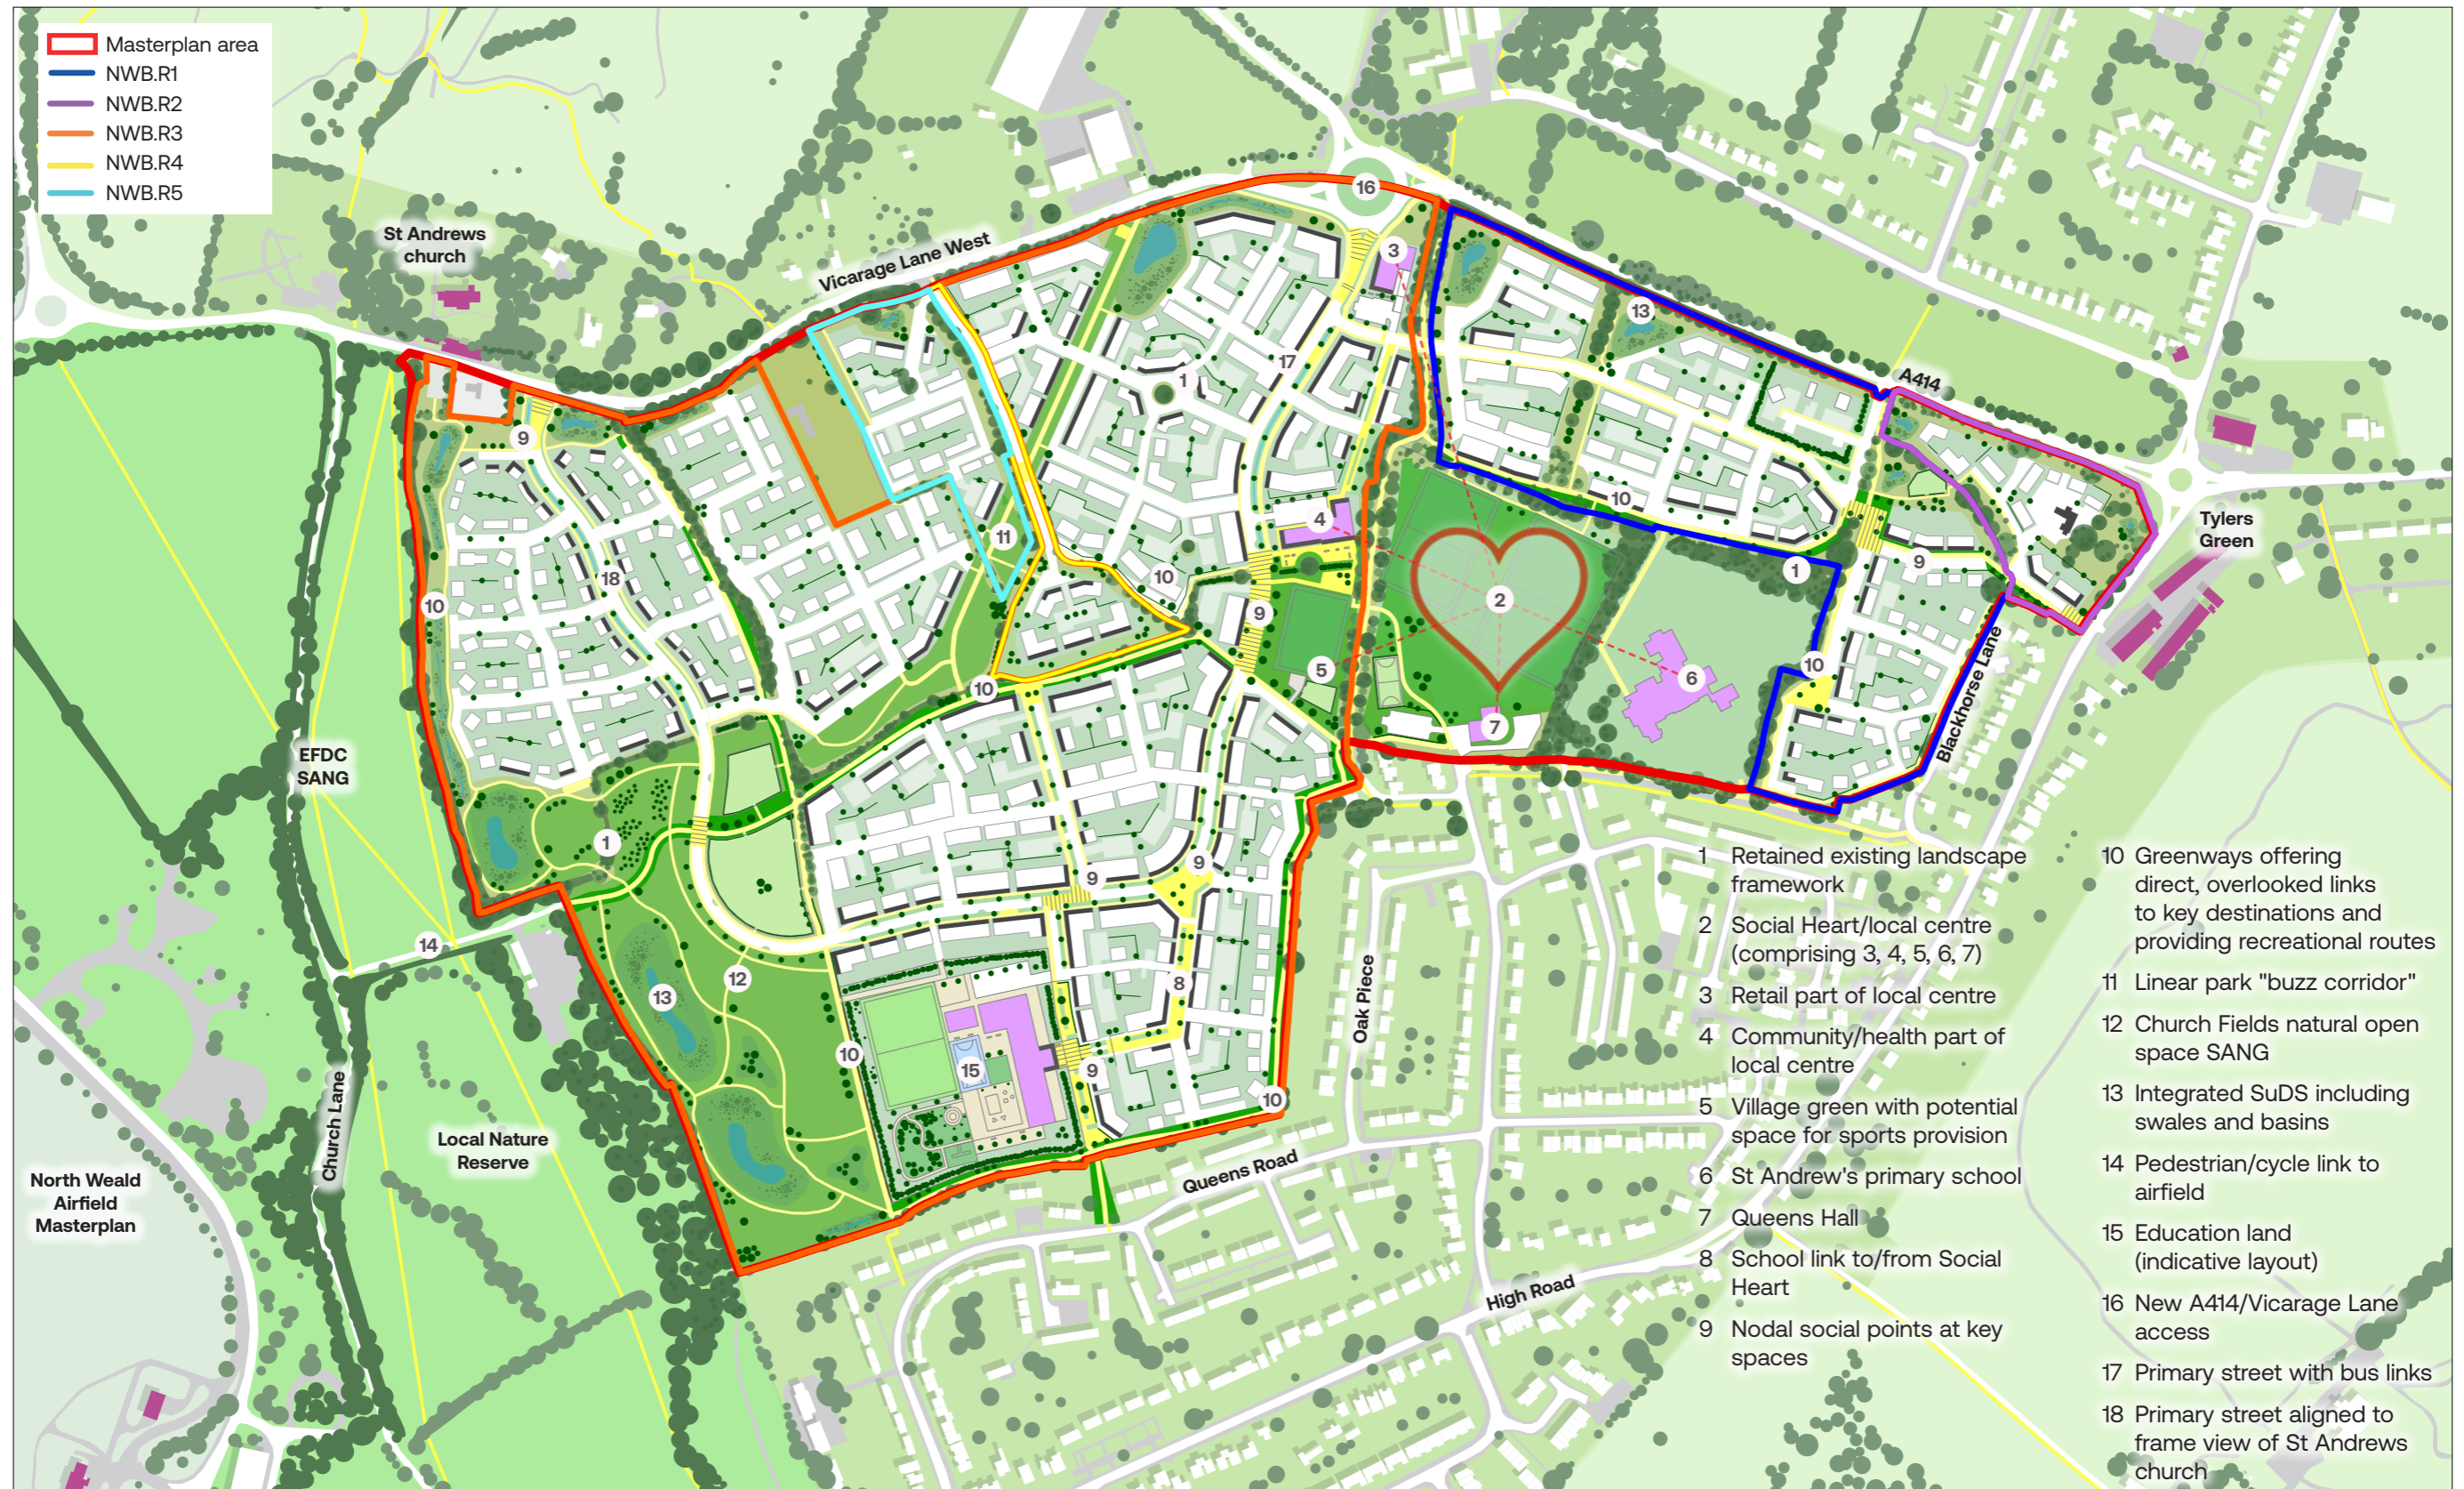 Masterplan area
NWB.R1
NWB.R2
NWB.R3
NWB.R4
NWB.R5
St Andrews
church
Vicarage Lane West
16
3
13
17
1
A414
9
4
10
11
10
Tylers
Green
18
10
9
2
1
9
5
6
10
10
7
Blackhorse Lane
EFDC
SANG
1
9
9
14
12
13
8
Oak Piece
10
15
9
10
Church Lane
Local Nature
Reserve
North Weald
Airfield
Masterplan
Queens Road
High Road
1 Retained existing landscape
framework
2 Social Heart/local centre
(comprising 3, 4, 5, 6, 7)
3 Retail part of local centre
4 Community/health part of
local centre
5 Village green with potential
space for sports provision
6 St Andrew's primary school
7 Queens Hall
8 School link to/from Social
Heart
9 Nodal social points at key
spaces
10 Greenways offering
direct, overlooked links
to key destinations and
providing recreational routes
11 Linear park "buzz corridor"
12 Church Fields natural open
space SANG
13 Integrated SuDS including
swales and basins
14 Pedestrian/cycle link to
airfield
15 Education land
(indicative layout)
16 New A414/Vicarage Lane
access
17 Primary street with bus links
18 Primary street aligned to
frame view of St Andrews
church